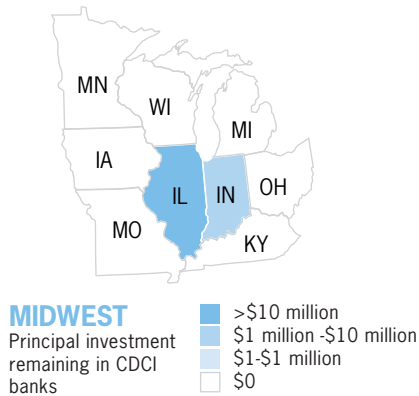 MN
WI
MI
IA
IL
IN
OH
MO
KY
MIDWEST
Principal investment
remaining in CDCI
banks
>$10 million
$1 million -$10 million
$1-$1 million
$0